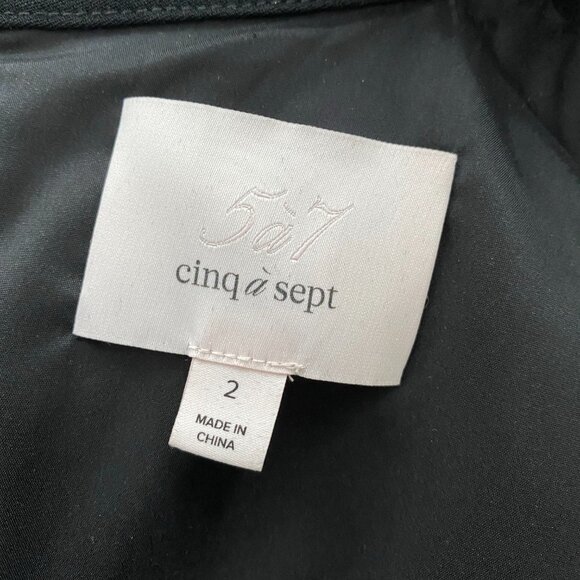 5à7
cinq à sept
2
MADE IN
CHINA